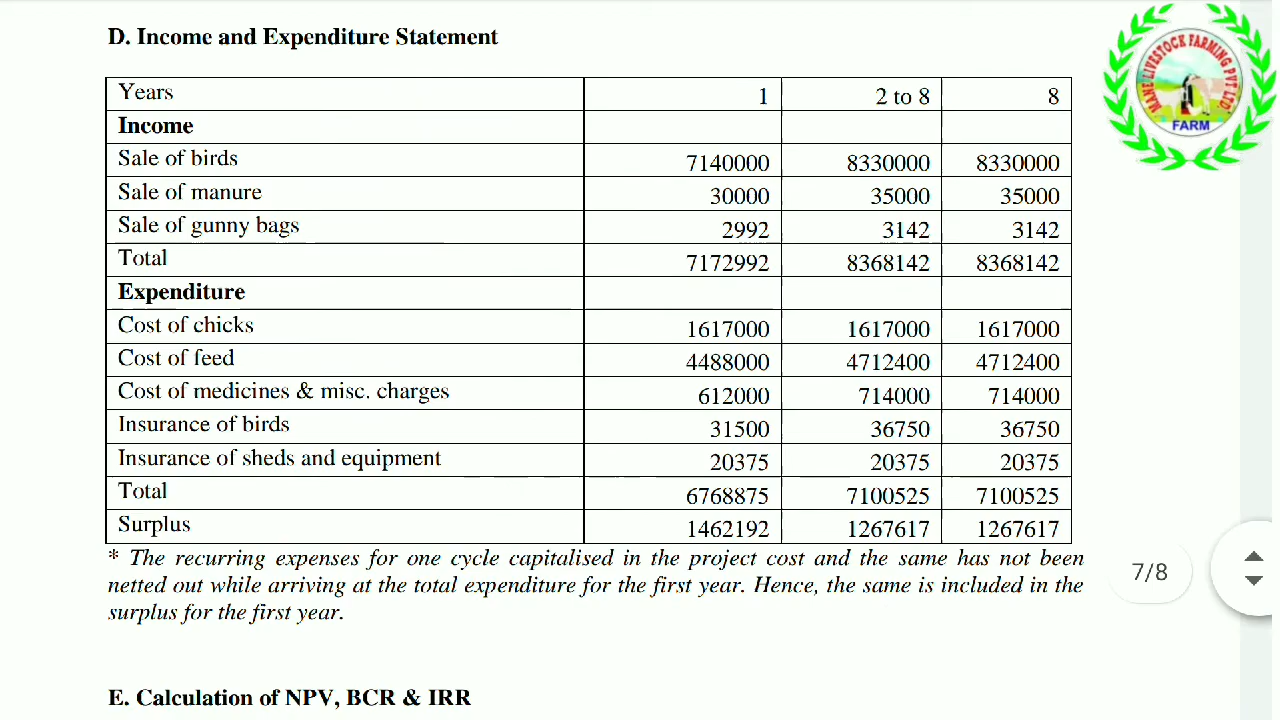 D. Income and Expenditure Statement
Years 1 2 to 8 8
Income
Sale of birds 7140000 8330000 8330000
Sale of manure 30000 35000 35000
Sale of gunny bags 2992 3142 3142
Total 7172992 8368142 8368142
Expenditure
Cost of chicks 1617000 1617000 1617000
Cost of feed 4488000 4712400 4712400
Cost of medicines & misc. charges 612000 714000 714000
Insurance of birds 31500 36750 36750
Insurance of sheds and equipment 20375 20375 20375
Total 6768875 7100525 7100525
Surplus 1462192 1267617 1267617
* The recurring expenses for one cycle capitalised in the project cost and the same has not been
netted out while arriving at the total expenditure for the first year. Hence, the same is included in the
surplus for the first year.
E. Calculation of NPV, BCR & IRR
MANE LIVESTOCK FARMING PVT LTD.
FARM
7/8